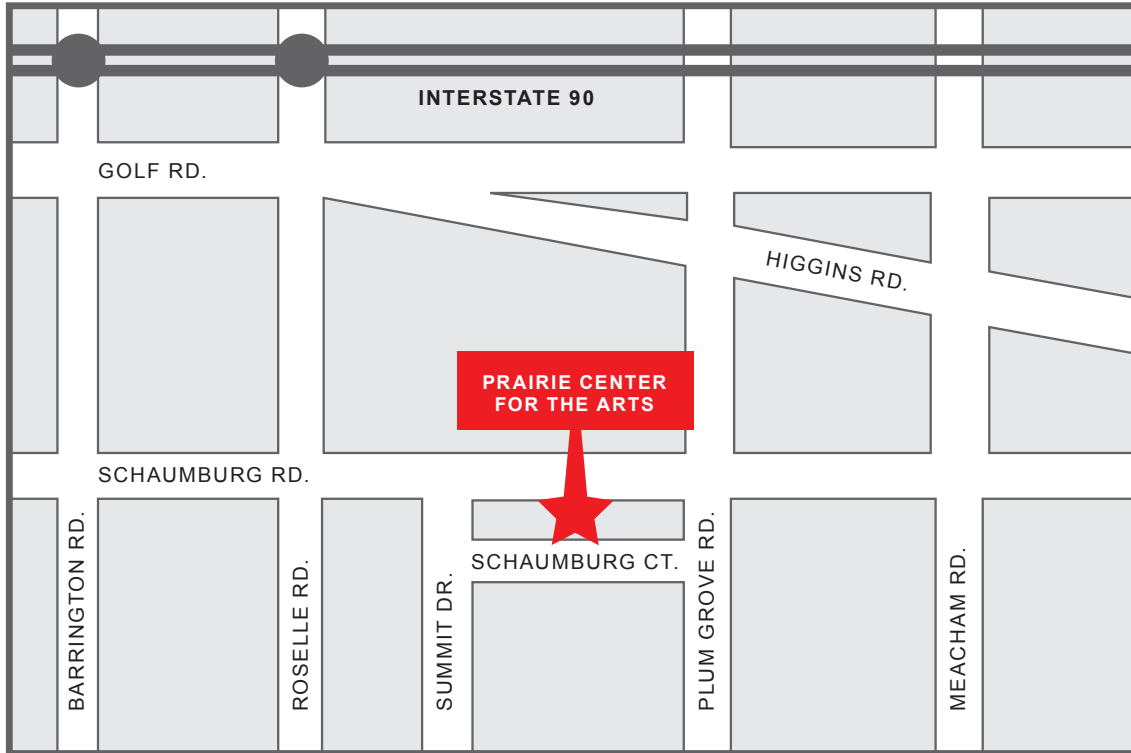 INTERSTATE 90
GOLF RD.
HIGGINS RD.
PRAIRIE CENTER
FOR THE ARTS
SCHAUMBURG RD.
SCHAUMBURG CT.
BARRINGTON RD.
ROSELLE RD.
SUMMIT DR.
PLUM GROVE RD.
MEACHAM RD.